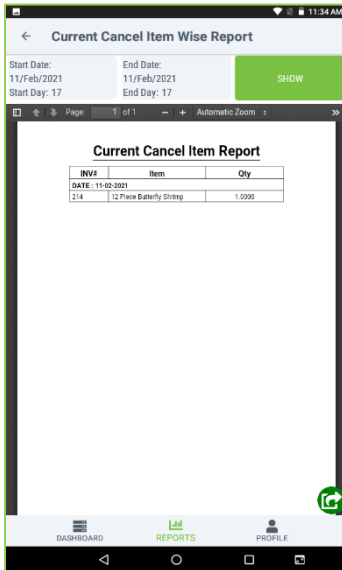 11:34 AM
Current Cancel Item Wise Report
Start Date:
11/Feb/2021
Start Day: 17
End Date:
11/Feb/2021
End Day: 17
SHOW
Page: 1 of 1 − + Automatic Zoom
Current Cancel Item Report
INV# Item Qty
DATE : 11-02-2021
214 12 Piece Butterfly Shrimp 1.0000
DASHBOARD REPORTS PROFILE